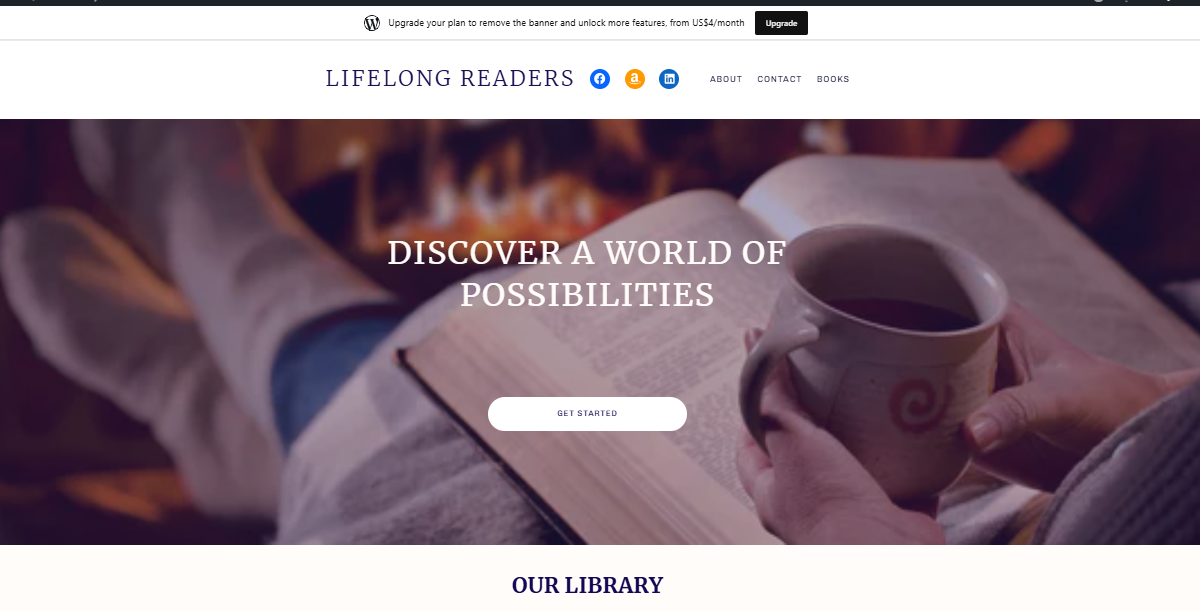 Upgrade your plan to remove the banner and unlock more features, from US$4/month Upgrade
LIFELONG READERS
ABOUT CONTACT BOOKS
DISCOVER A WORLD OF
POSSIBILITIES
GET STARTED
OUR LIBRARY